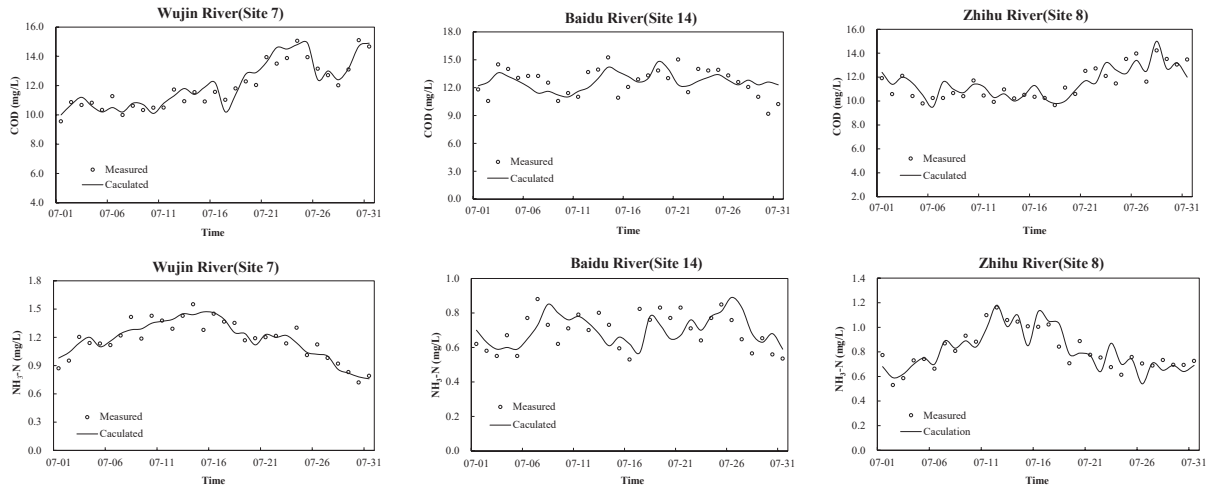 Wujin River(Site 7)
16.0
14.0
12.0
10.0
8.0
6.0
4.0
COD (mg/L)
Measured
Caculated
07-01 07-06 07-11 07-16 07-21 07-26 07-31
Time
Baidu River(Site 14)
18.0
15.0
12.0
9.0
6.0
3.0
0.0
COD (mg/L)
Measured
Caculated
07-01 07-06 07-11 07-16 07-21 07-26 07-31
Time
Zhihu River(Site 8)
16.0
14.0
12.0
10.0
8.0
6.0
4.0
2.0
COD (mg/L)
Measured
Caculated
07-01 07-06 07-11 07-16 07-21 07-26 07-31
Time
Wujin River(Site 7)
1.8
1.5
1.2
0.9
0.6
0.3
0.0
NH₃-N (mg/L)
Measured
Caculated
07-01 07-06 07-11 07-16 07-21 07-26 07-31
Time
Baidu River(Site 14)
1.0
0.8
0.6
0.4
0.2
0.0
NH₃-N (mg/L)
Measured
Caculated
07-01 07-06 07-11 07-16 07-21 07-26 07-31
Time
Zhihu River(Site 8)
1.4
1.2
1.0
0.8
0.6
0.4
0.2
0.0
NH₃-N (mg/L)
Measured
Caculation
07-01 07-06 07-11 07-16 07-21 07-26 07-31
Time